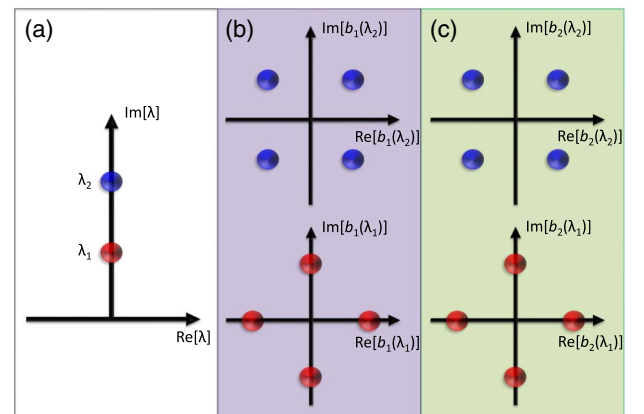 (a)
Im[λ]
λ₂
λ₁
Re[λ]
(b)
Im[b₁(λ₂)]
Re[b₁(λ₂)]
Im[b₁(λ₁)]
Re[b₁(λ₁)]
(c)
Im[b₂(λ₂)]
Re[b₂(λ₂)]
Im[b₂(λ₁)]
Re[b₂(λ₁)]